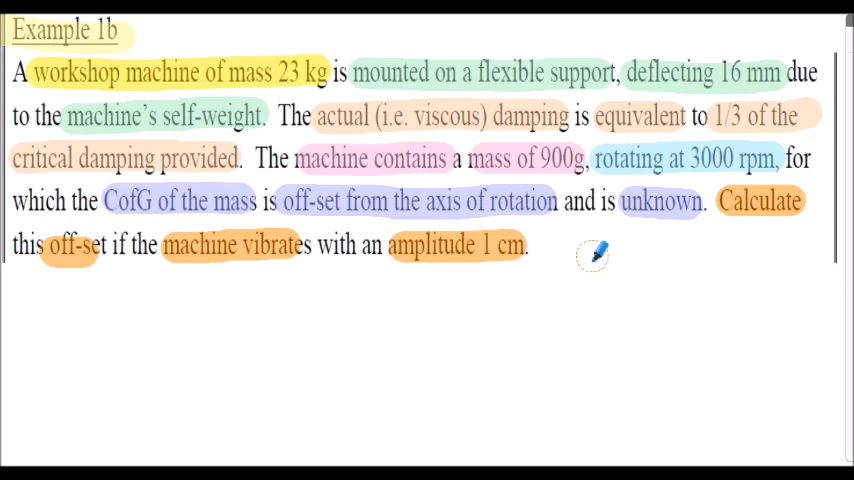 Example 1b
A workshop machine of mass 23 kg is mounted on a flexible support, deflecting 16 mm due
to the machine's self-weight. The actual (i.e. viscous) damping is equivalent to 1/3 of the
critical damping provided. The machine contains a mass of 900g, rotating at 3000 rpm, for
which the CofG of the mass is off-set from the axis of rotation and is unknown. Calculate
this off-set if the machine vibrates with an amplitude 1 cm.